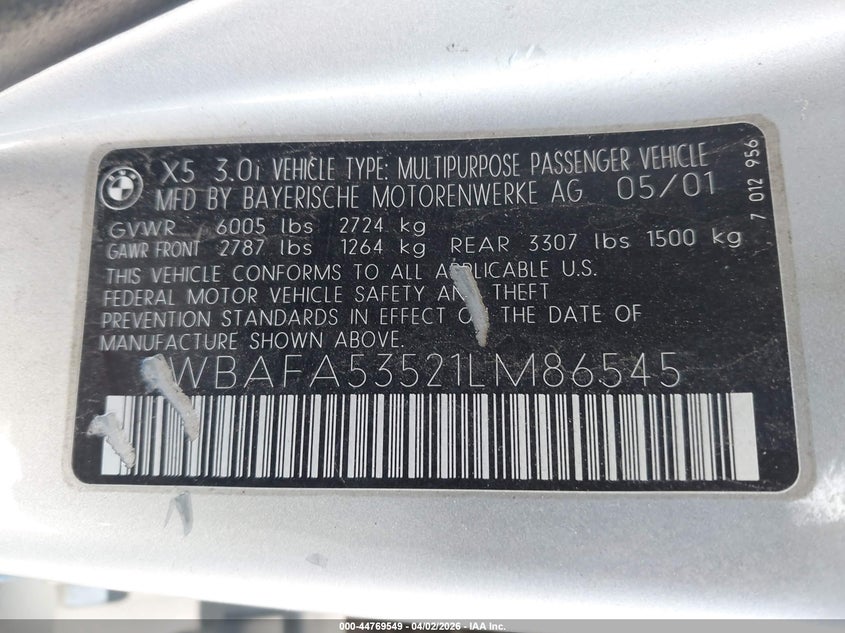 BMW
X5 3.0i VEHICLE TYPE: MULTIPURPOSE PASSENGER VEHICLE
MFD BY BAYERISCHE MOTORENWERKE AG 05/01
GVWR 6005 lbs 2724 kg
GAWR FRONT 2787 lbs 1264 kg REAR 3307 lbs 1500 kg
THIS VEHICLE CONFORMS TO ALL APPLICABLE U.S.
FEDERAL MOTOR VEHICLE SAFETY AND THEFT
PREVENTION STANDARDS IN EFFECT ON THE DATE OF
MANUFACTURE SHOWN ABOVE.
WBAFA53521LM86545
7 012 956
000-44769549 - 04/02/2026 - IAA Inc.